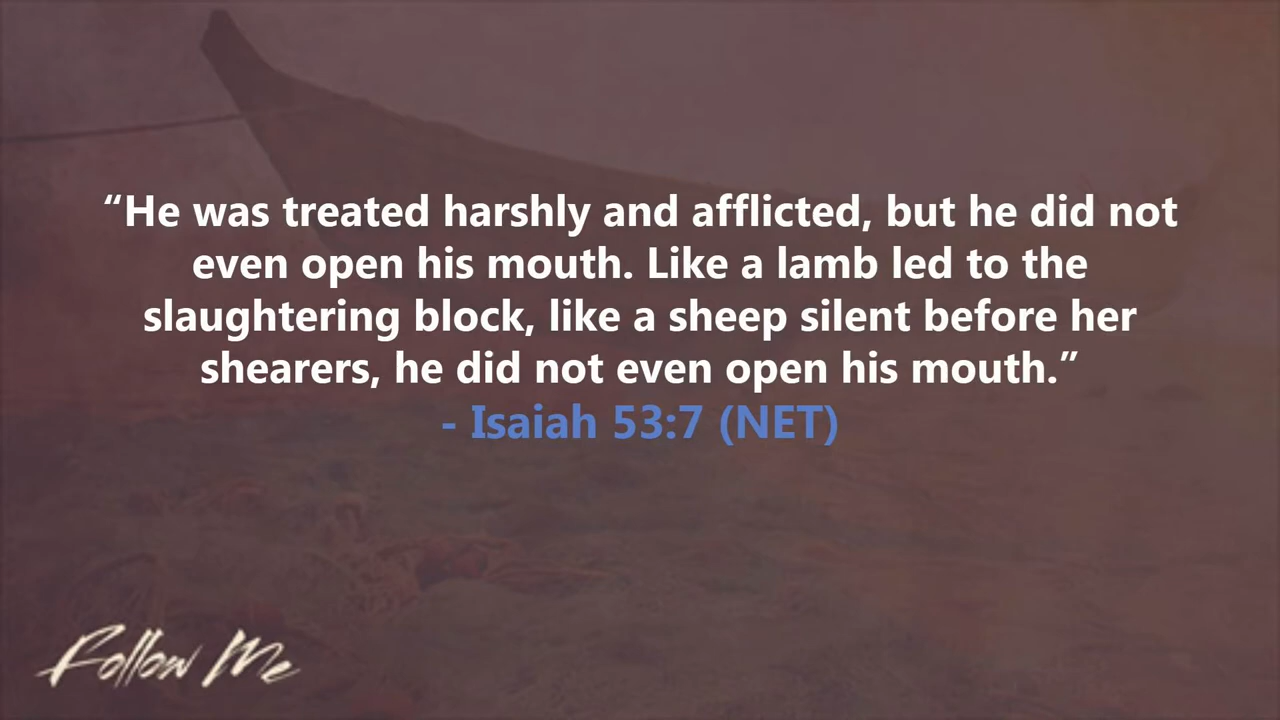 “He was treated harshly and afflicted, but he did not
even open his mouth. Like a lamb led to the
slaughtering block, like a sheep silent before her
shearers, he did not even open his mouth.”
- Isaiah 53:7 (NET)
Follow Me